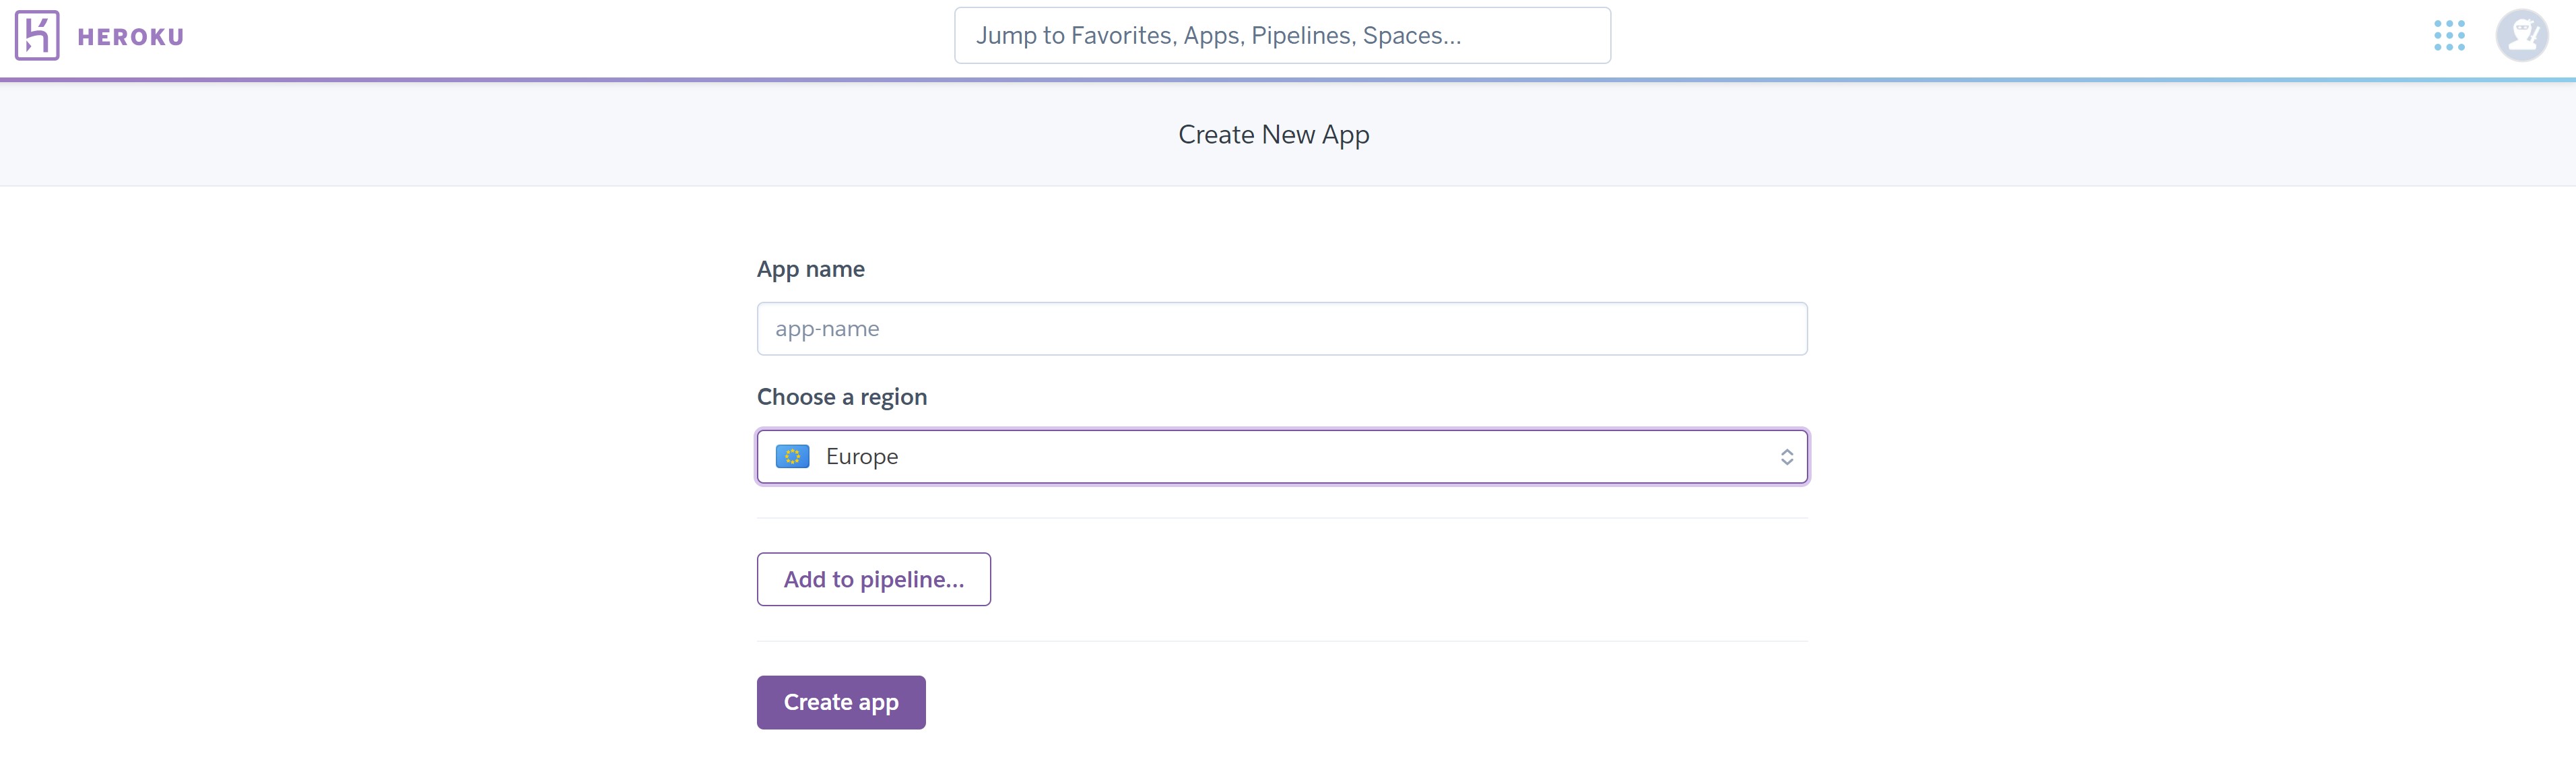 HEROKU
Jump to Favorites, Apps, Pipelines, Spaces...
Create New App
App name
app-name
Choose a region
Europe
Add to pipeline...
Create app